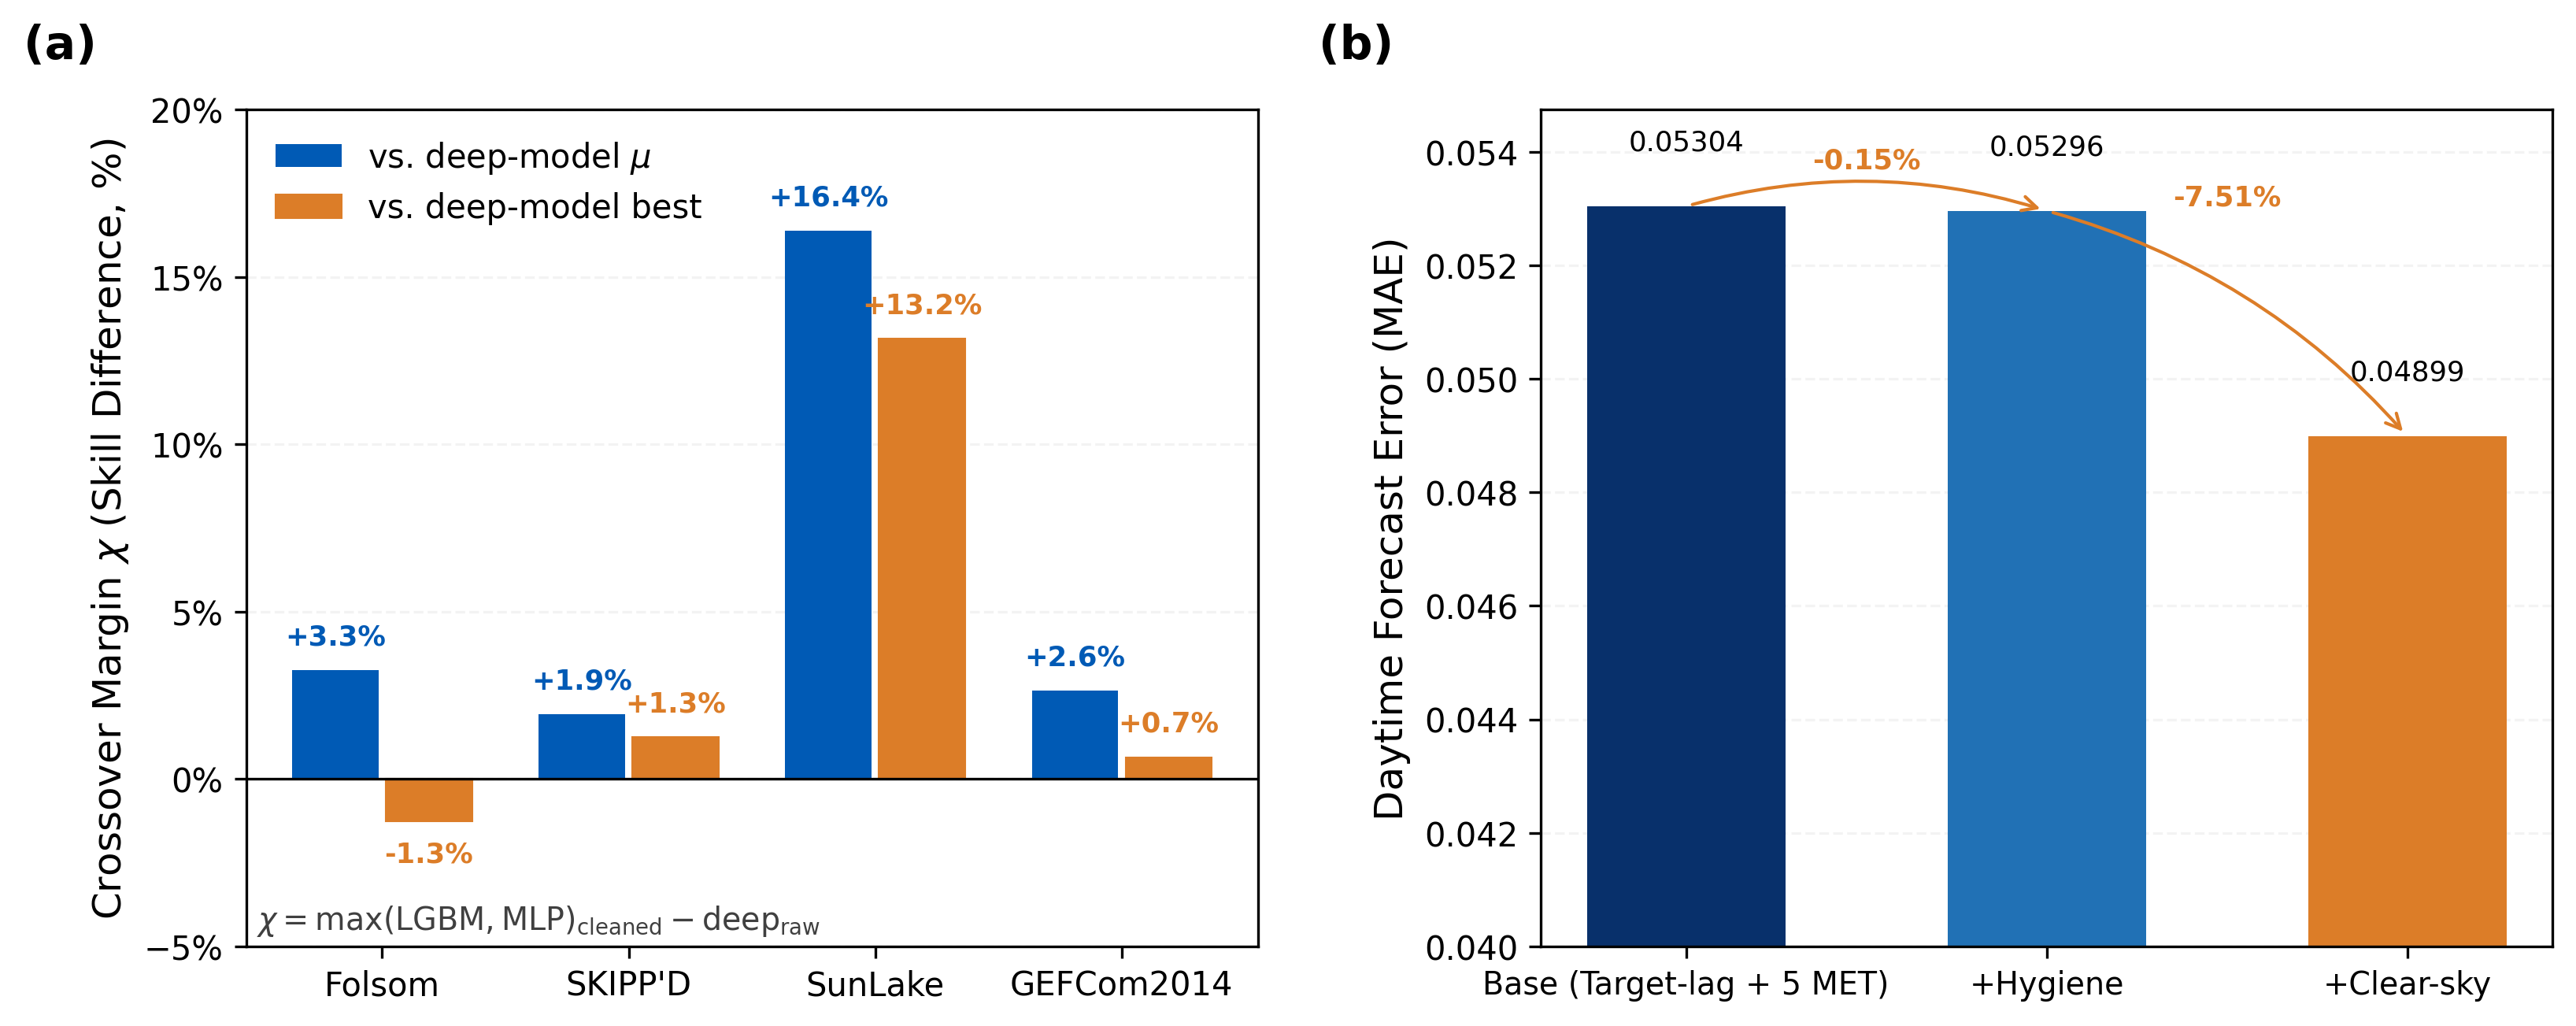 (a)
Crossover Margin χ (Skill Difference, %)
20%
15%
10%
5%
0%
−5%
vs. deep-model μ
vs. deep-model best
+3.3%
-1.3%
+1.9%
+1.3%
+16.4%
+13.2%
+2.6%
+0.7%
χ = max(LGBM, MLP)cleaned − deepraw
Folsom
SKIPP'D
SunLake
GEFCom2014
(b)
Daytime Forecast Error (MAE)
0.054
0.052
0.050
0.048
0.046
0.044
0.042
0.040
0.05304
-0.15%
0.05296
-7.51%
0.04899
Base (Target-lag + 5 MET)
+Hygiene
+Clear-sky